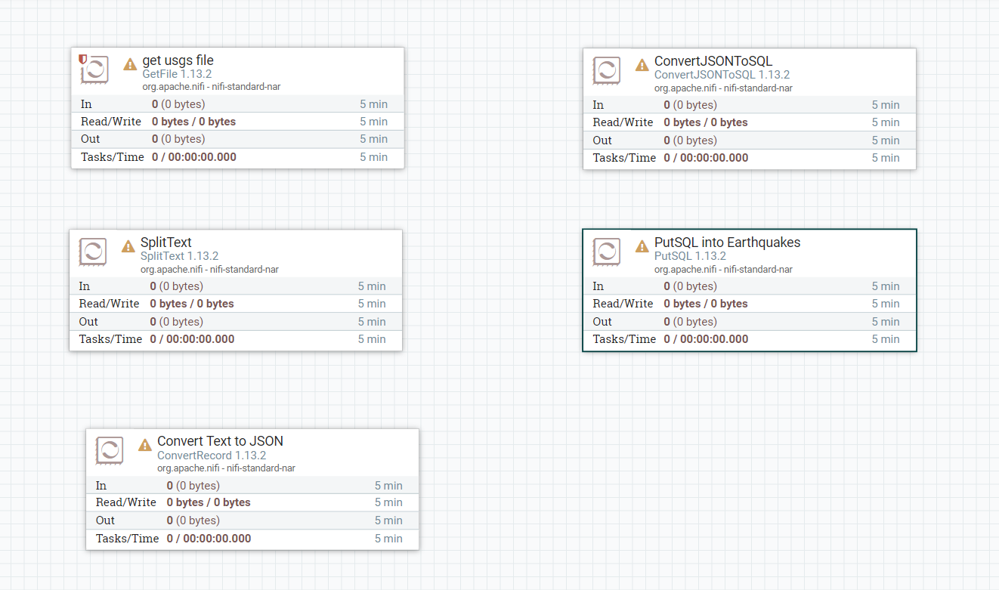 get usgs file
GetFile 1.13.2
org.apache.nifi - nifi-standard-nar
In 0 (0 bytes) 5 min
Read/Write 0 bytes / 0 bytes 5 min
Out 0 (0 bytes) 5 min
Tasks/Time 0 / 00:00:00.000 5 min
ConvertJSONToSQL
ConvertJSONToSQL 1.13.2
org.apache.nifi - nifi-standard-nar
In 0 (0 bytes) 5 min
Read/Write 0 bytes / 0 bytes 5 min
Out 0 (0 bytes) 5 min
Tasks/Time 0 / 00:00:00.000 5 min
SplitText
SplitText 1.13.2
org.apache.nifi - nifi-standard-nar
In 0 (0 bytes) 5 min
Read/Write 0 bytes / 0 bytes 5 min
Out 0 (0 bytes) 5 min
Tasks/Time 0 / 00:00:00.000 5 min
PutSQL into Earthquakes
PutSQL 1.13.2
org.apache.nifi - nifi-standard-nar
In 0 (0 bytes) 5 min
Read/Write 0 bytes / 0 bytes 5 min
Out 0 (0 bytes) 5 min
Tasks/Time 0 / 00:00:00.000 5 min
Convert Text to JSON
ConvertRecord 1.13.2
org.apache.nifi - nifi-standard-nar
In 0 (0 bytes) 5 min
Read/Write 0 bytes / 0 bytes 5 min
Out 0 (0 bytes) 5 min
Tasks/Time 0 / 00:00:00.000 5 min